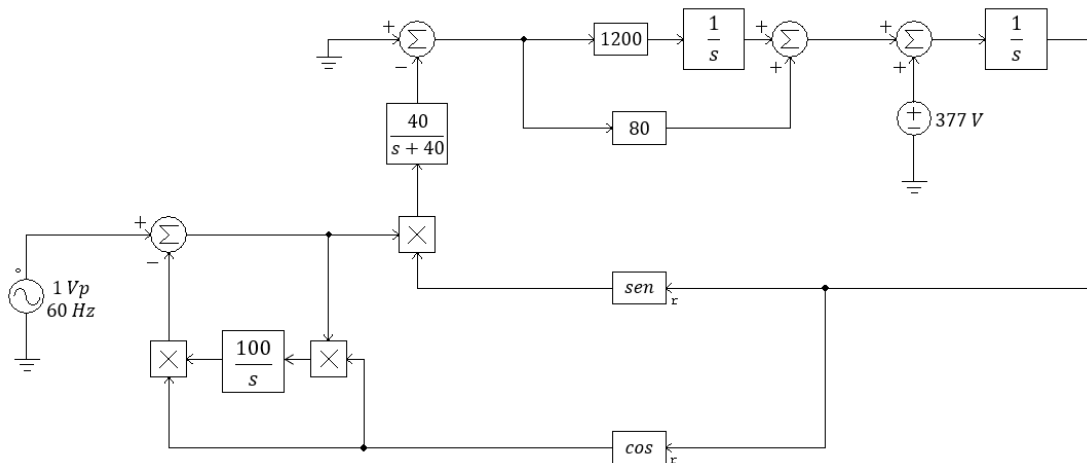 +
Σ
−
1200
1
s
+
Σ
+
+
Σ
+
1
s
40
s + 40
80
+
−
377 V
+
Σ
−
×
°
1 Vp
60 Hz
sen
r
×
100
s
×
cos
r